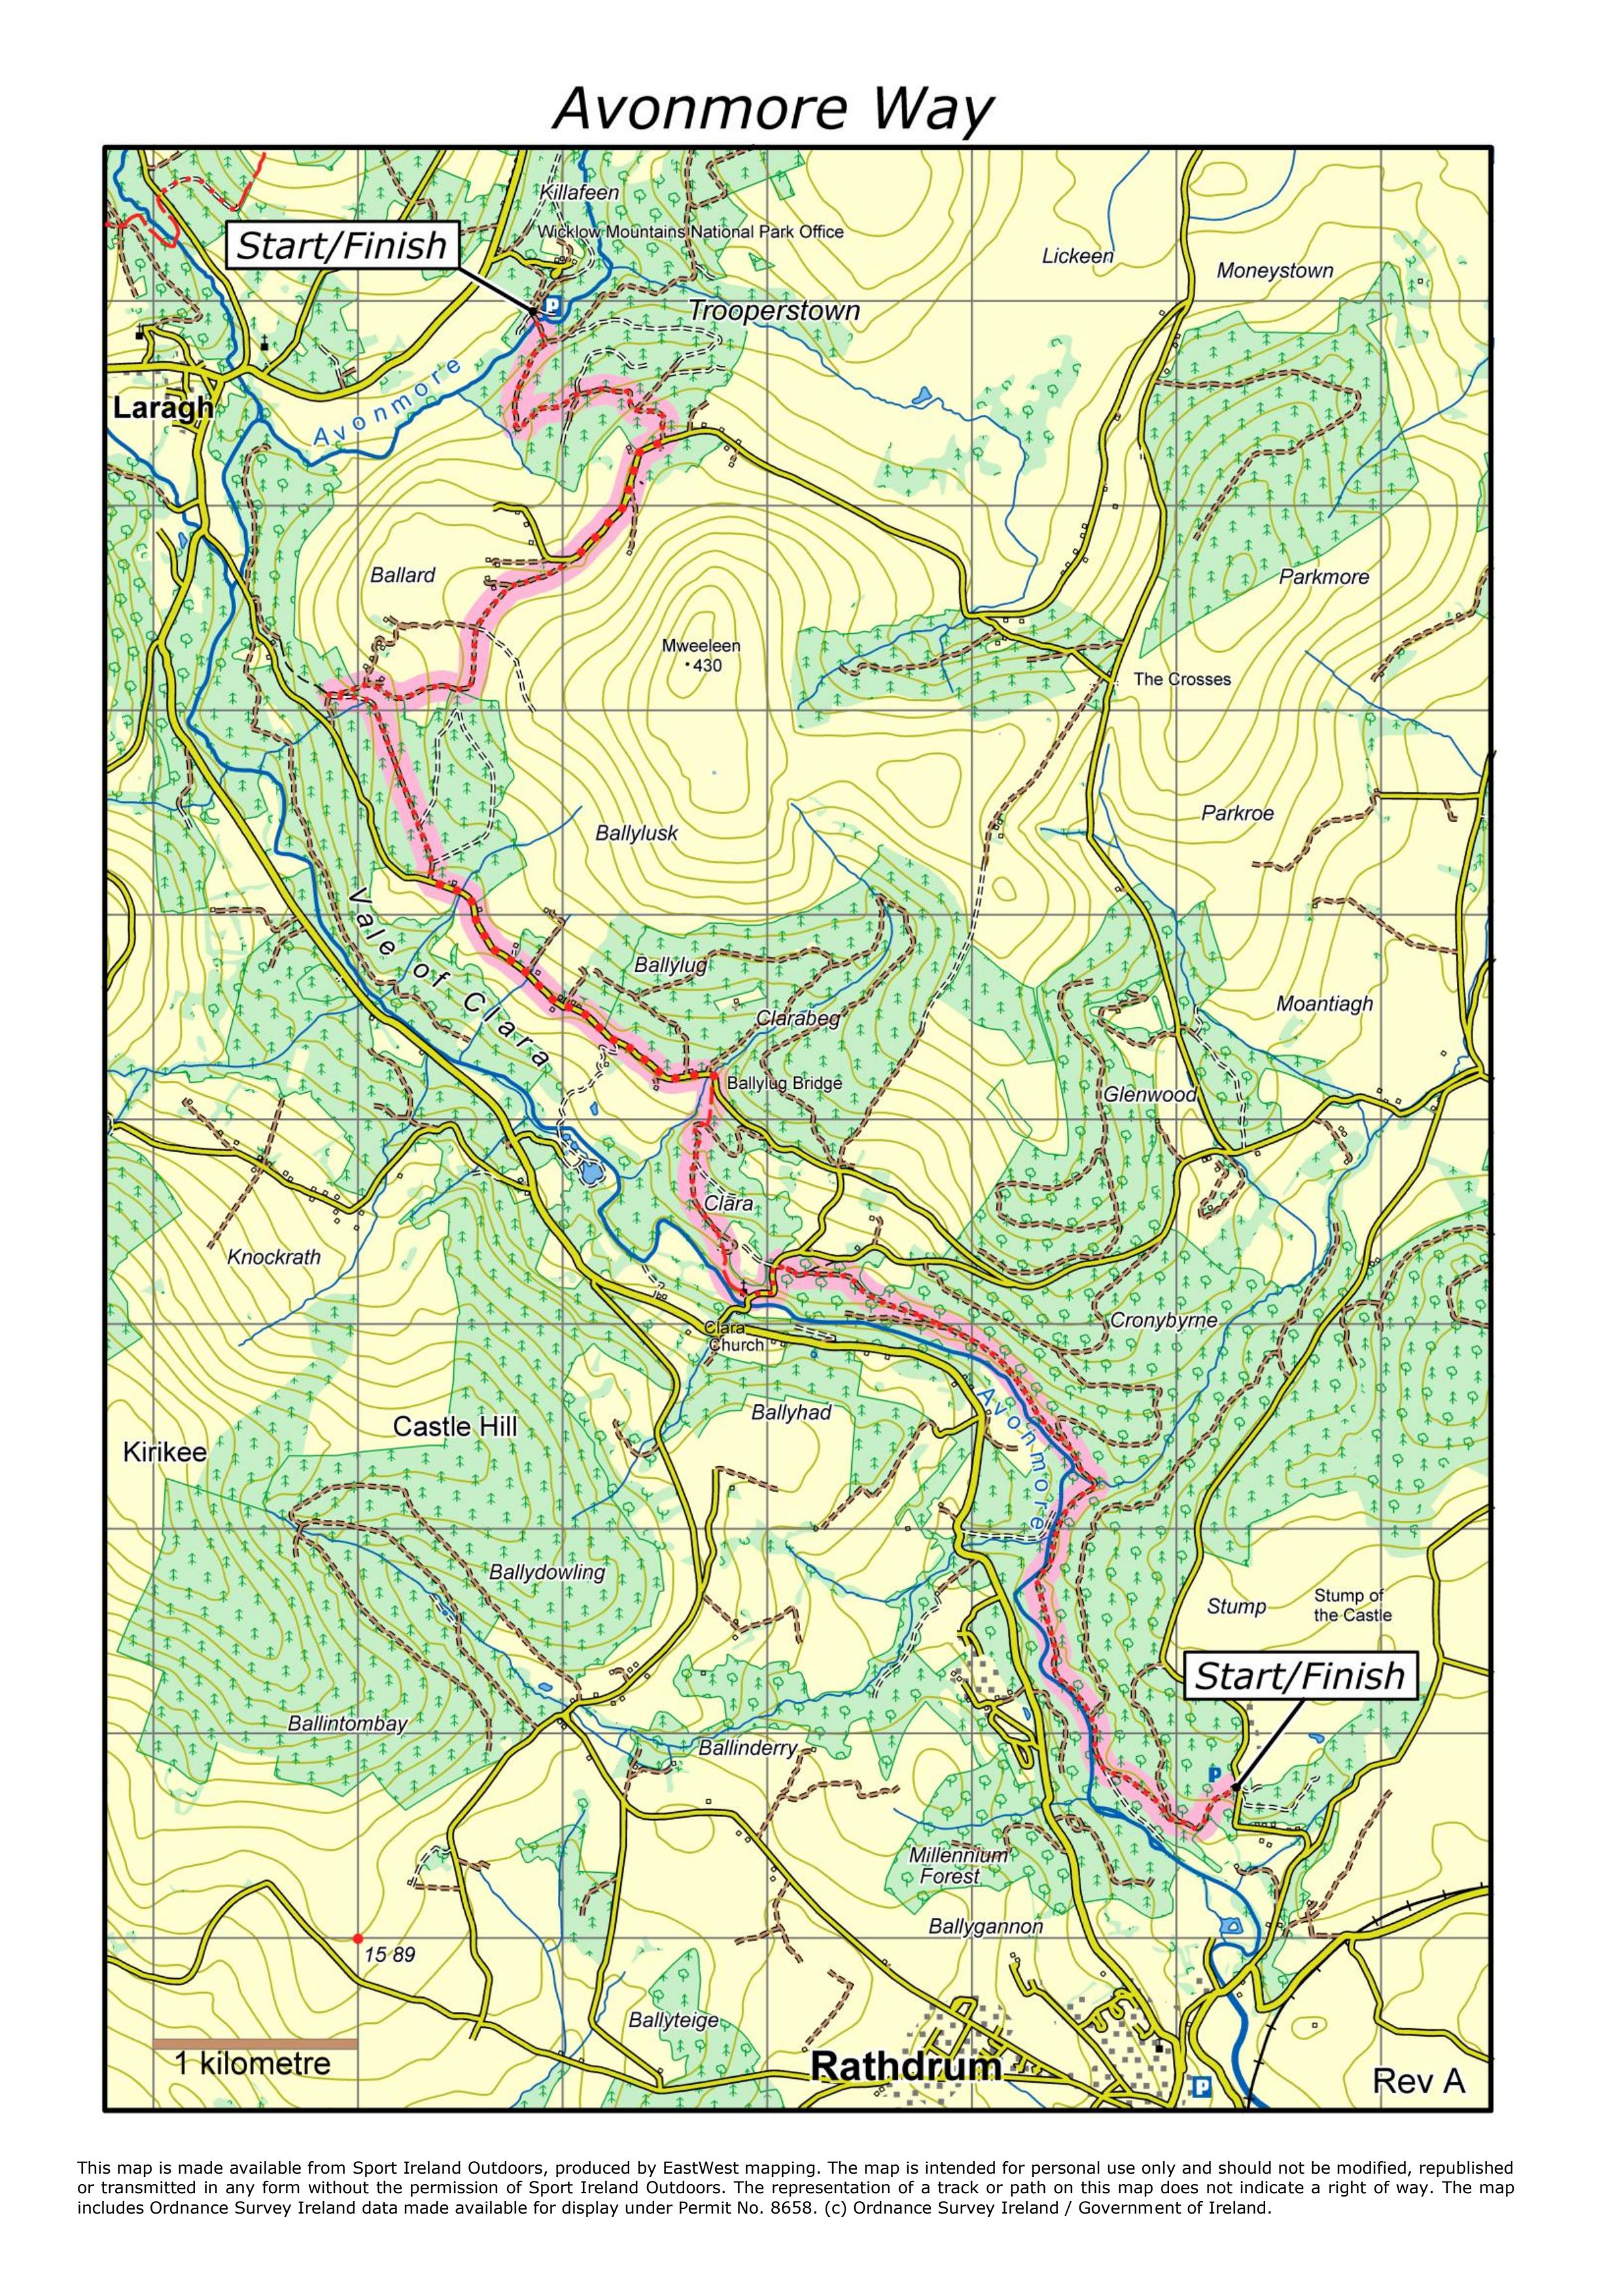 Avonmore Way
Killafeen
Wicklow Mountains National Park Office
Start/Finish
P
Lickeen
Moneystown
Trooperstown
Avonmore
Laragh
Ballard
Parkmore
Mweeleen
430
The Crosses
Parkroe
Ballylusk
Vale of Clara
Ballylug
Clarabeg
Moantiagh
Ballylug Bridge
Glenwood
Clara
Knockrath
Cronybyrne
Clara
Church
Avonmore
Ballyhad
Castle Hill
Kirikee
Ballydowling
Stump
Stump of
the Castle
Start/Finish
Ballintombay
Ballinderry
P
Millennium
Forest
Ballygannon
15 89
Ballyteige
1 kilometre
Rathdrum
P
Rev A
This map is made available from Sport Ireland Outdoors, produced by EastWest mapping. The map is intended for personal use only and should not be modified, republished
or transmitted in any form without the permission of Sport Ireland Outdoors. The representation of a track or path on this map does not indicate a right of way. The map
includes Ordnance Survey Ireland data made available for display under Permit No. 8658. (c) Ordnance Survey Ireland / Government of Ireland.